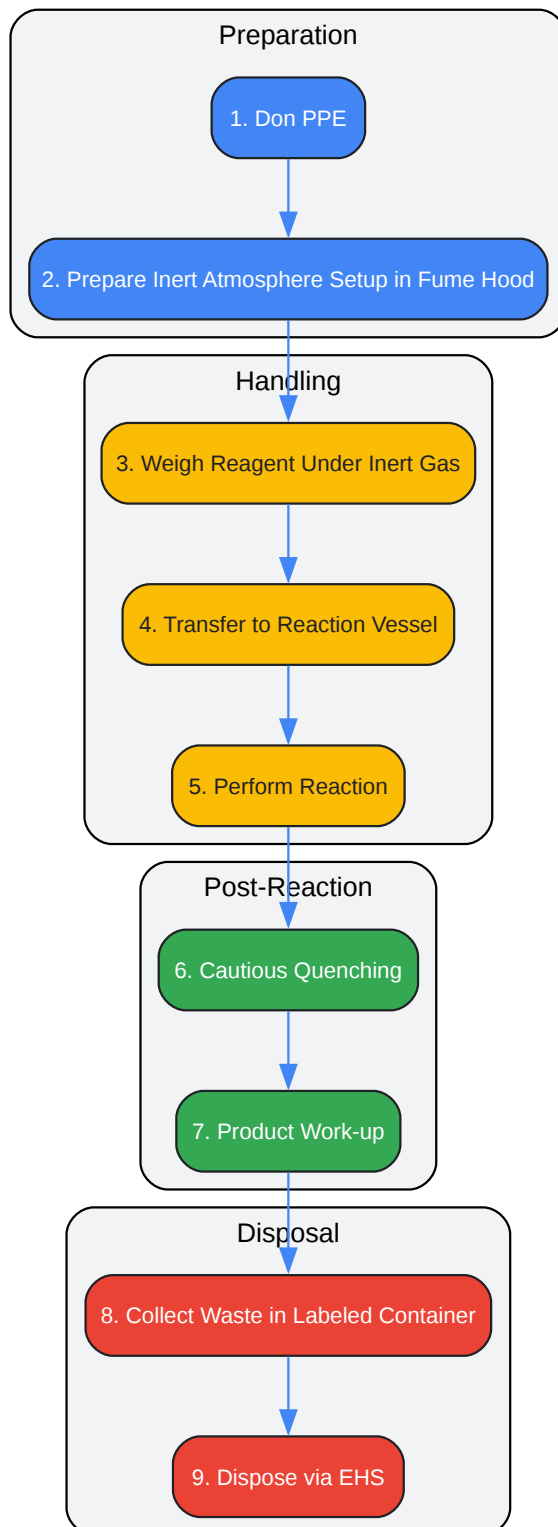 Preparation
1. Don PPE
2. Prepare Inert Atmosphere Setup in Fume Hood
Handling
3. Weigh Reagent Under Inert Gas
4. Transfer to Reaction Vessel
5. Perform Reaction
Post-Reaction
6. Cautious Quenching
7. Product Work-up
Disposal
8. Collect Waste in Labeled Container
9. Dispose via EHS